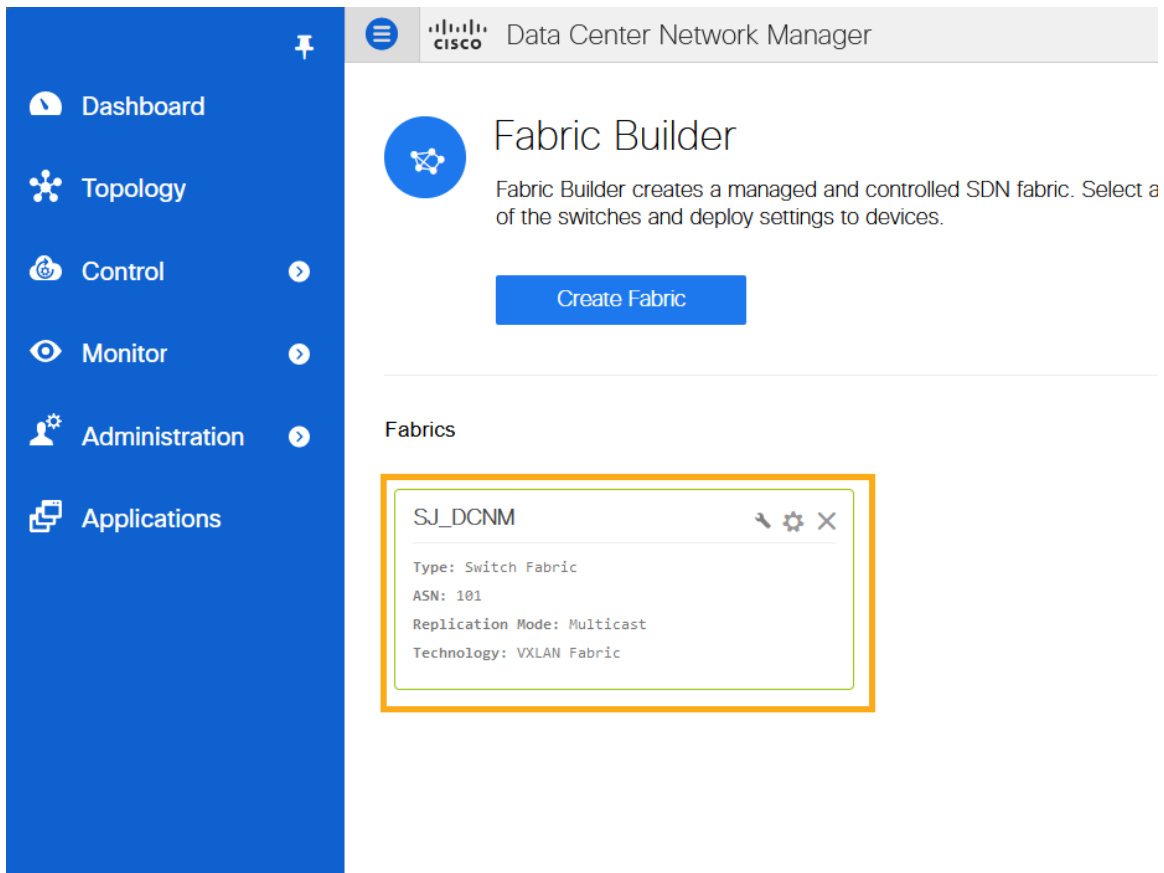 CISCO
Data Center Network Manager
Dashboard
Topology
Control
Monitor
Administration
Applications
Fabric Builder
Fabric Builder creates a managed and controlled SDN fabric. Select a
of the switches and deploy settings to devices.
Create Fabric
Fabrics
SJ_DCNM
Type: Switch Fabric
ASN: 101
Replication Mode: Multicast
Technology: VXLAN Fabric